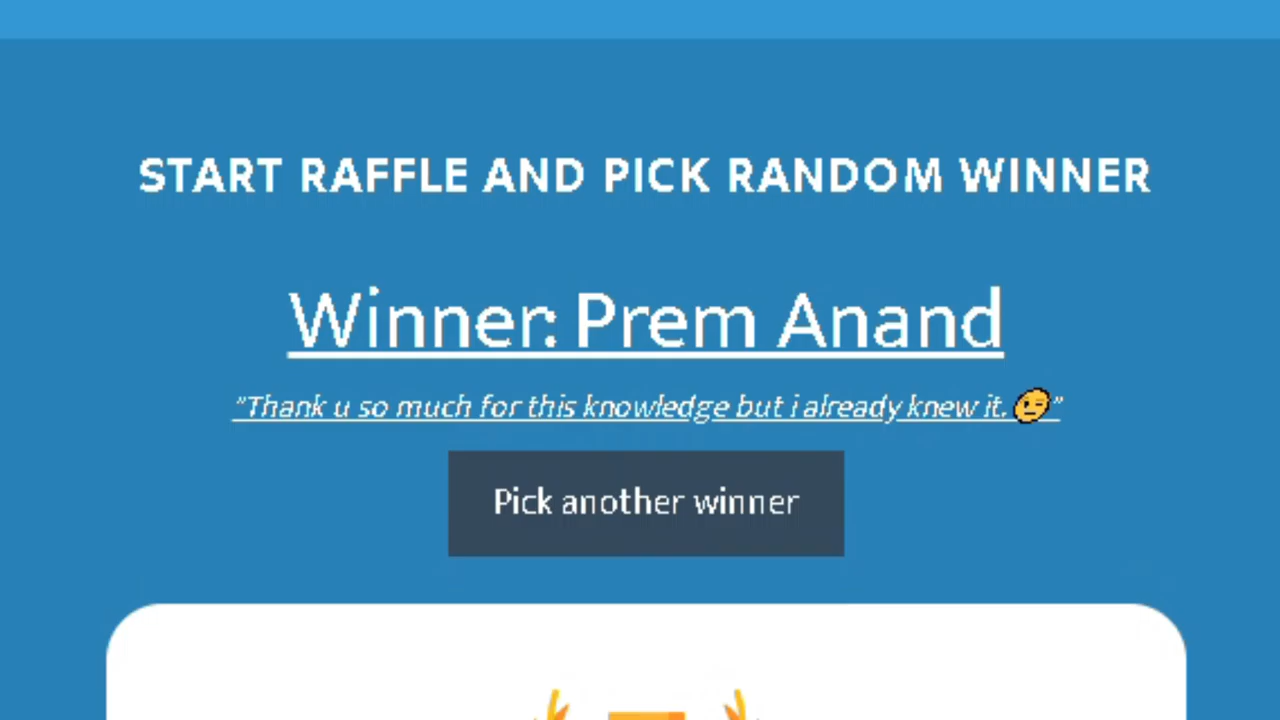 START RAFFLE AND PICK RANDOM WINNER
Winner: Prem Anand
"Thank u so much for this knowledge but i already knew it.😉"
Pick another winner